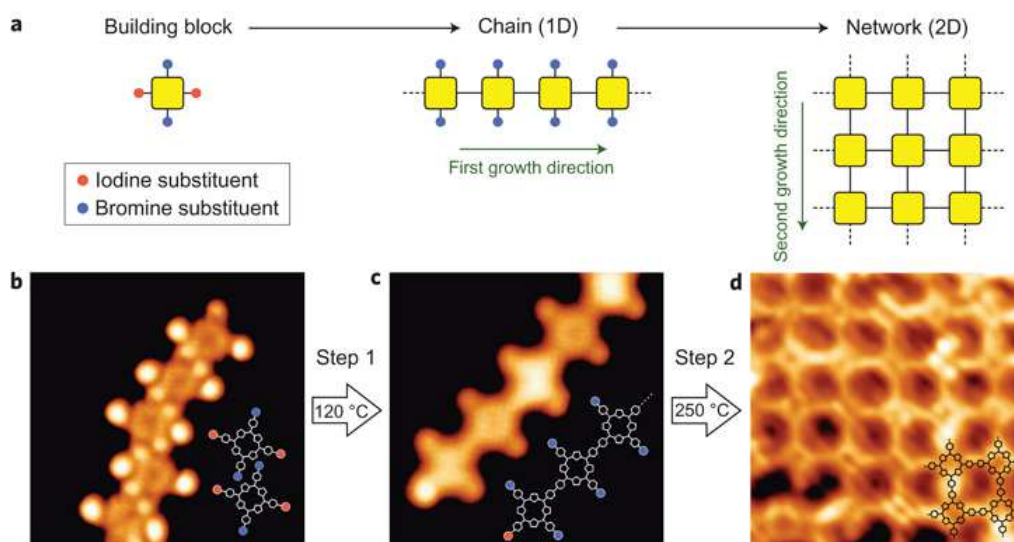 a
Building block
Chain (1D)
Network (2D)
First growth direction
Second growth direction
Iodine substituent
Bromine substituent
b
c
d
Step 1
120 °C
Step 2
250 °C